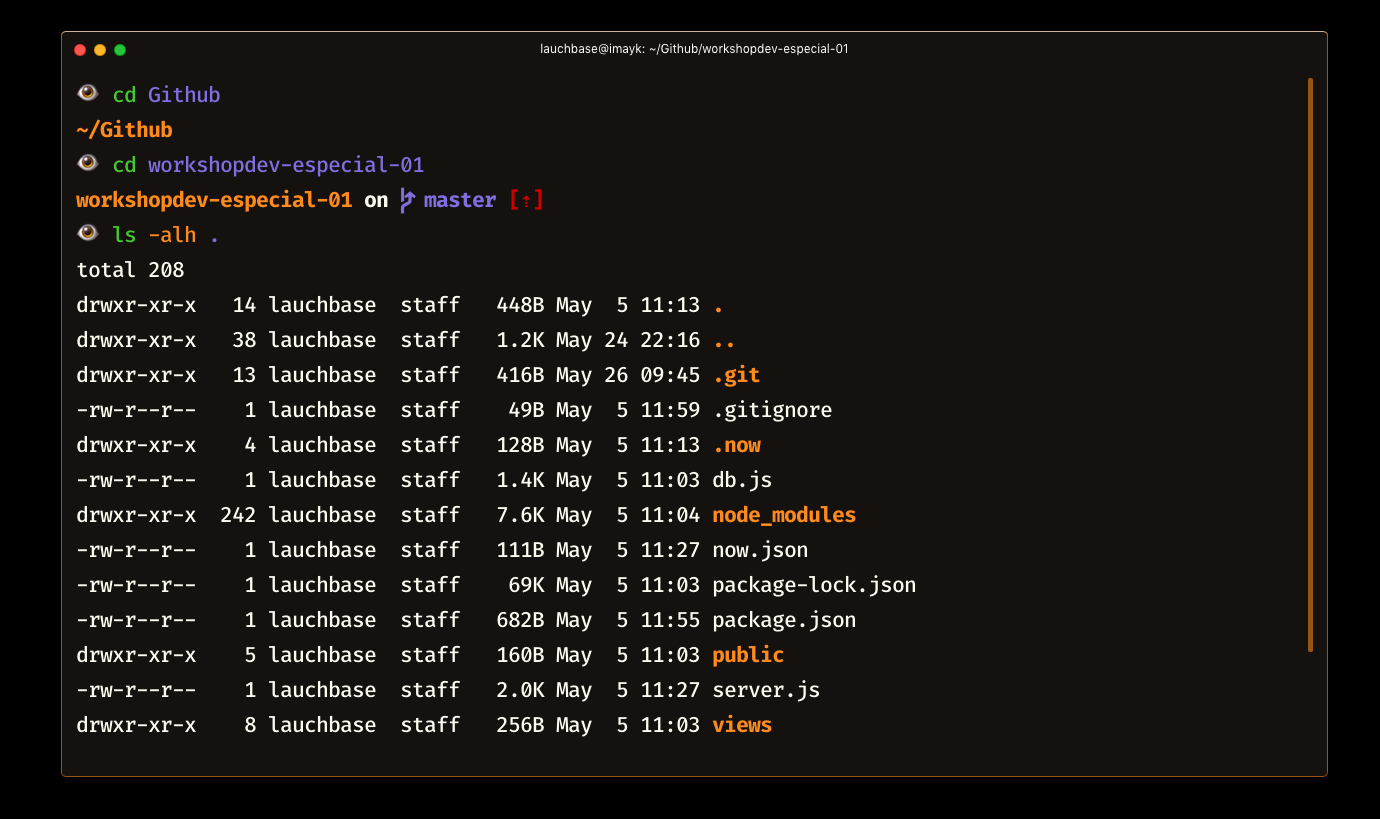 lauchbase@imayk: ~/Github/workshopdev-especial-01
cd Github
~/Github
cd workshopdev-especial-01
workshopdev-especial-01 on master [⇡]
ls -alh .
total 208
drwxr-xr-x   14 lauchbase  staff   448B May  5 11:13 .
drwxr-xr-x   38 lauchbase  staff   1.2K May 24 22:16 ..
drwxr-xr-x   13 lauchbase  staff   416B May 26 09:45 .git
-rw-r--r--    1 lauchbase  staff    49B May  5 11:59 .gitignore
drwxr-xr-x    4 lauchbase  staff   128B May  5 11:13 .now
-rw-r--r--    1 lauchbase  staff   1.4K May  5 11:03 db.js
drwxr-xr-x  242 lauchbase  staff   7.6K May  5 11:04 node_modules
-rw-r--r--    1 lauchbase  staff   111B May  5 11:27 now.json
-rw-r--r--    1 lauchbase  staff    69K May  5 11:03 package-lock.json
-rw-r--r--    1 lauchbase  staff   682B May  5 11:55 package.json
drwxr-xr-x    5 lauchbase  staff   160B May  5 11:03 public
-rw-r--r--    1 lauchbase  staff   2.0K May  5 11:27 server.js
drwxr-xr-x    8 lauchbase  staff   256B May  5 11:03 views